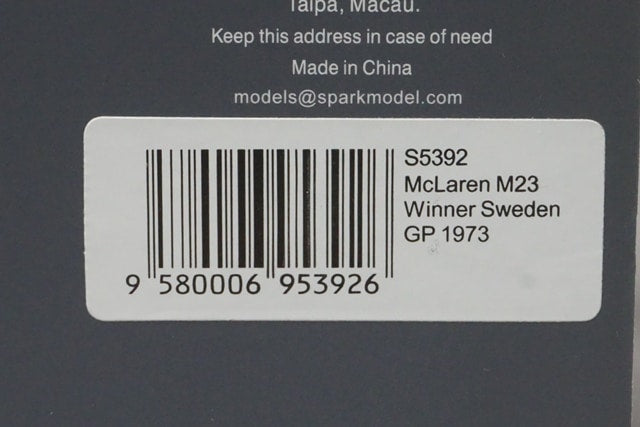 Taipa, Macau.
Keep this address in case of need
Made in China
models@sparkmodel.com
S5392
McLaren M23
Winner Sweden
GP 1973
9 580006 953926